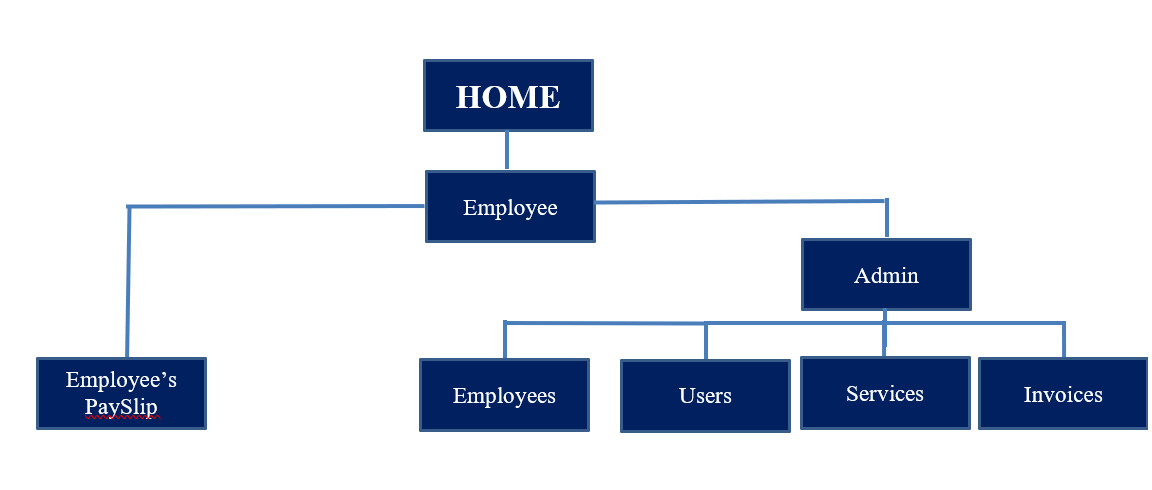 HOME
Employee
Admin
Employee’s
PaySlip
Employees
Users
Services
Invoices